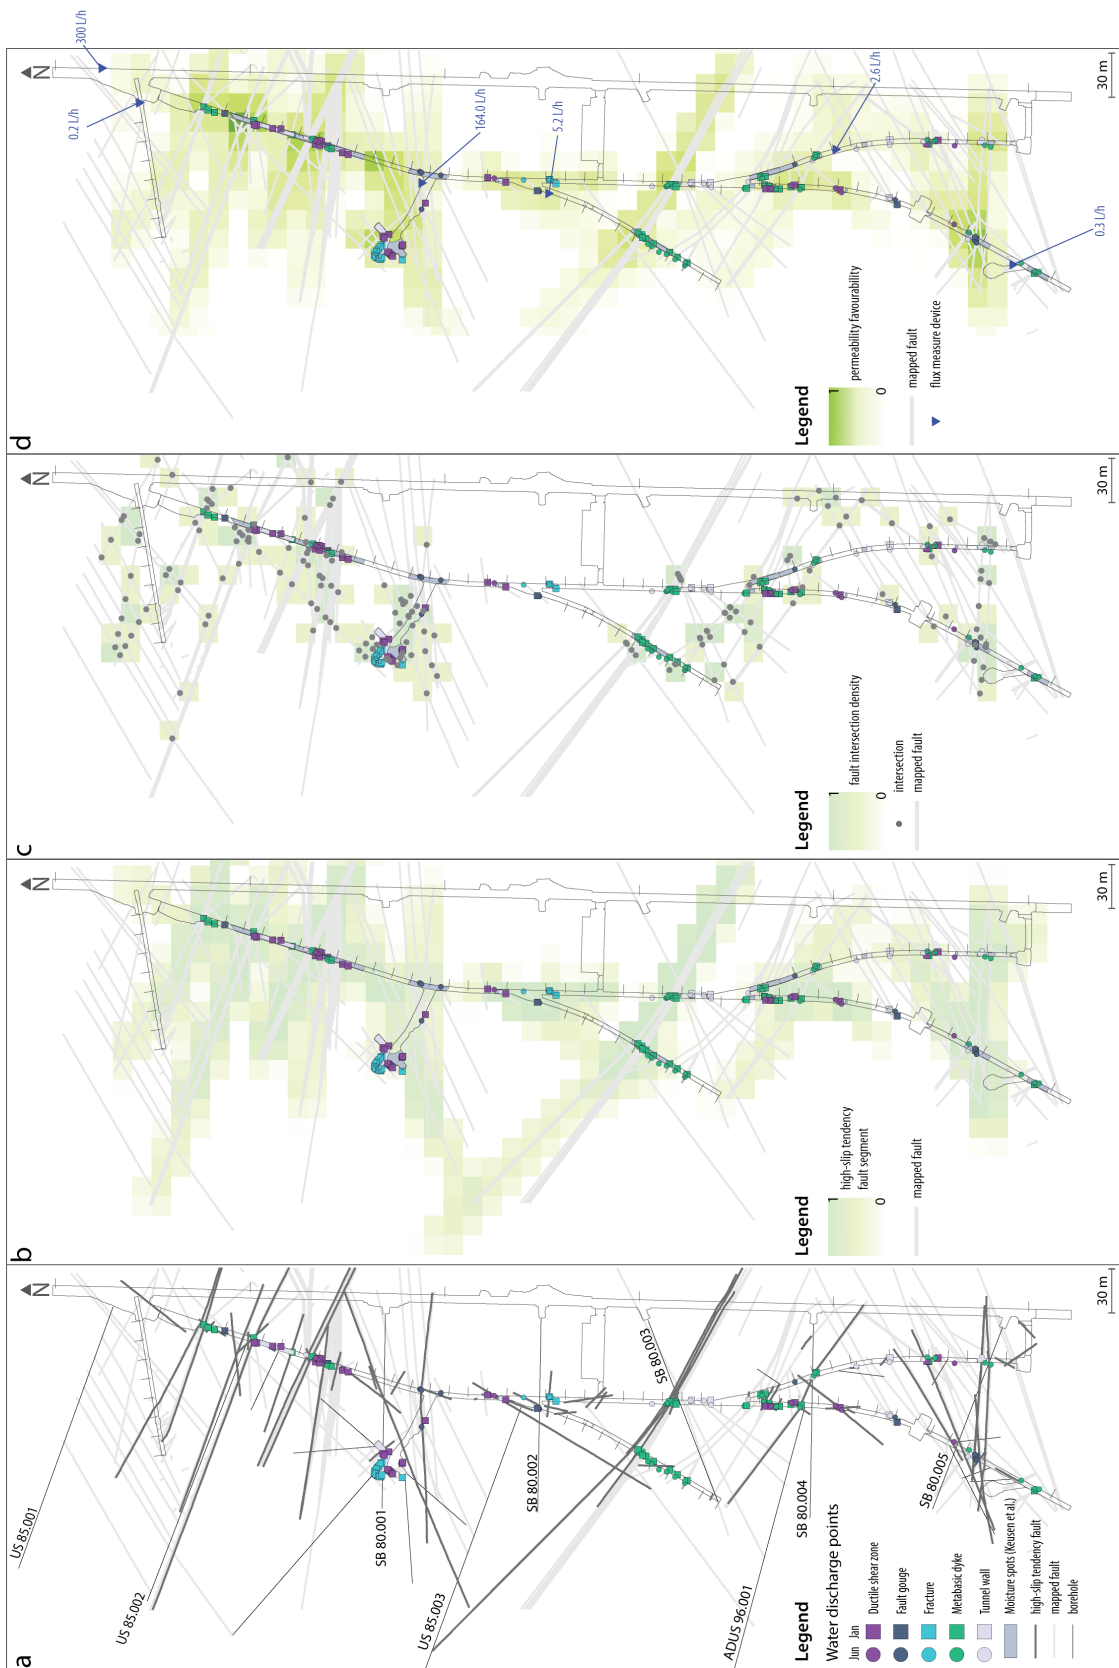 a
US 85.001
US 85.002
SB 80.001
US 85.003
SB 80.002
SB 80.003
ADUS 96.001
SB 80.004
SB 80.005
N
30 m
Legend
Water discharge points
Jun Jan
Ductile shear zone
Fault gouge
Fracture
Metabasic dyke
Tunnel wall
Moisture spots (Keusen et al.)
high-slip tendency fault
mapped fault
borehole
b
N
30 m
Legend
1
0
high-slip tendency
fault segment
mapped fault
c
N
30 m
Legend
1
0
fault intersection density
intersection
mapped fault
d
N
300 L/h
0.2 L/h
164.0 L/h
5.2 L/h
2.6 L/h
0.3 L/h
30 m
Legend
1
0
permeability favourability
mapped fault
flux measure device